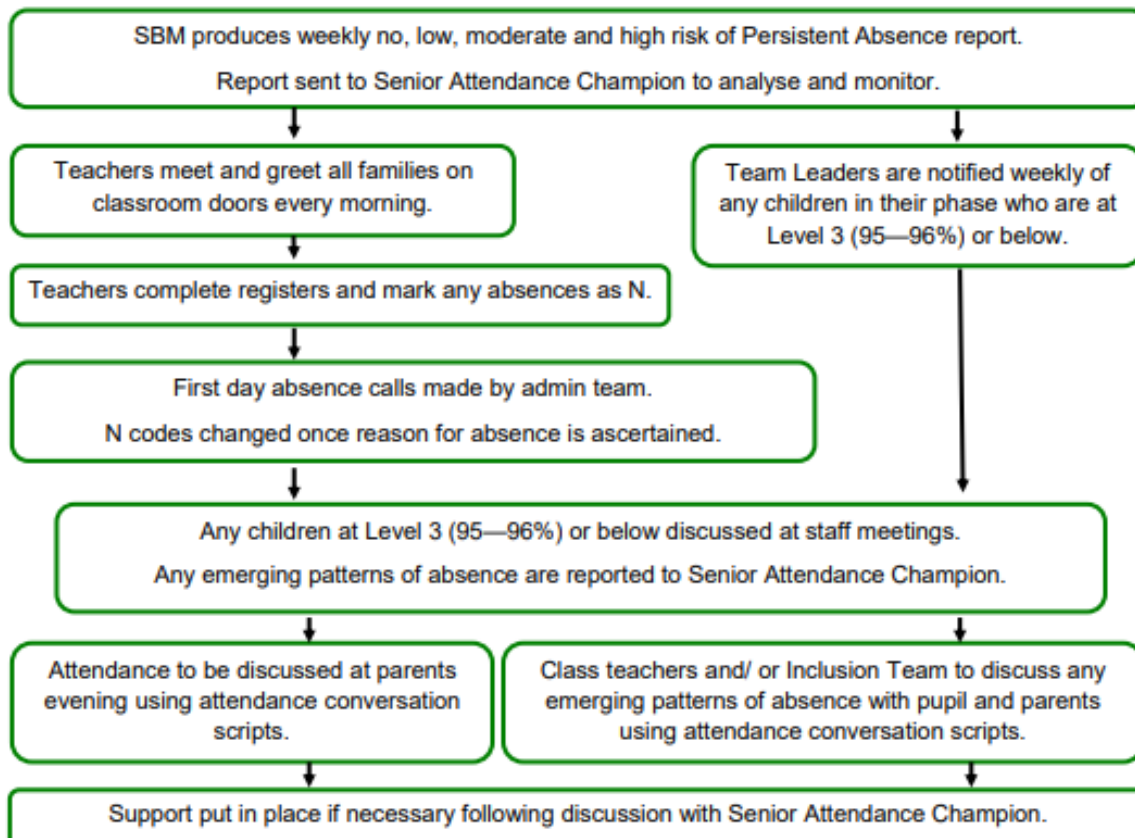 SBM produces weekly no, low, moderate and high risk of Persistent Absence report.
Report sent to Senior Attendance Champion to analyse and monitor.
Teachers meet and greet all families on
classroom doors every morning.
Team Leaders are notified weekly of
any children in their phase who are at
Level 3 (95—96%) or below.
Teachers complete registers and mark any absences as N.
First day absence calls made by admin team.
N codes changed once reason for absence is ascertained.
Any children at Level 3 (95—96%) or below discussed at staff meetings.
Any emerging patterns of absence are reported to Senior Attendance Champion.
Attendance to be discussed at parents
evening using attendance conversation
scripts.
Class teachers and/ or Inclusion Team to discuss any
emerging patterns of absence with pupil and parents
using attendance conversation scripts.
Support put in place if necessary following discussion with Senior Attendance Champion.